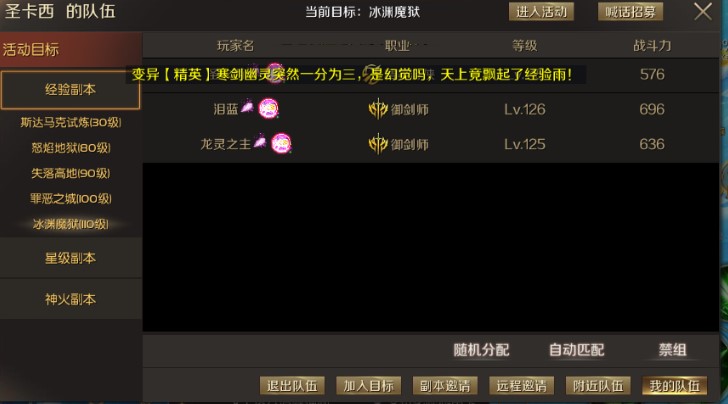 圣卡西 的队伍
当前目标：冰渊魔狱
进入活动
喊话招募
活动目标
玩家名 职业 等级 战斗力
变异【精英】寒剑幽灵突然一分为三，是幻觉吗，天上竟飘起了经验雨！
576
经验副本
泪蓝 御剑师 Lv.126 696
斯达马克试炼(30级)
龙灵之主 御剑师 Lv.125 636
怒焰地狱(80级)
失落高地(90级)
罪恶之城(100级)
冰渊魔狱(110级)
星级副本
神火副本
随机分配 自动匹配 禁组
退出队伍 加入目标 副本邀请 远程邀请 附近队伍 我的队伍